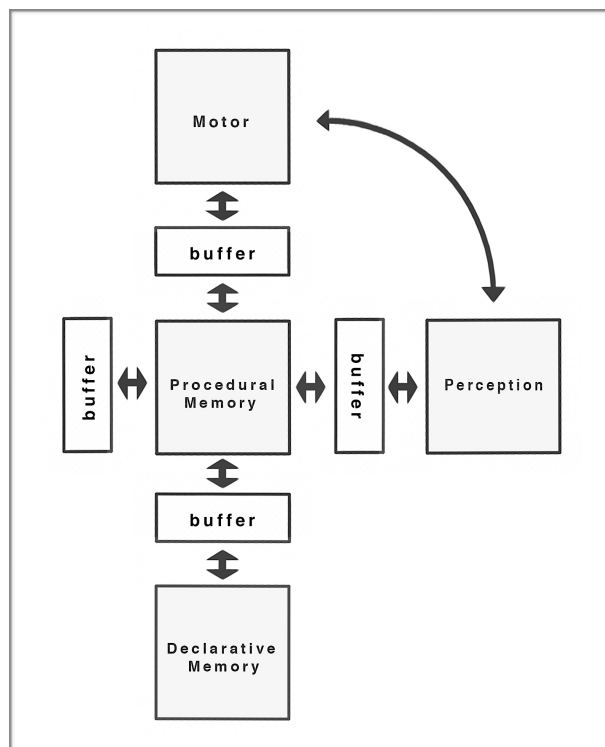 Motor
buffer
buffer
Procedural
Memory
buffer
Perception
buffer
Declarative
Memory